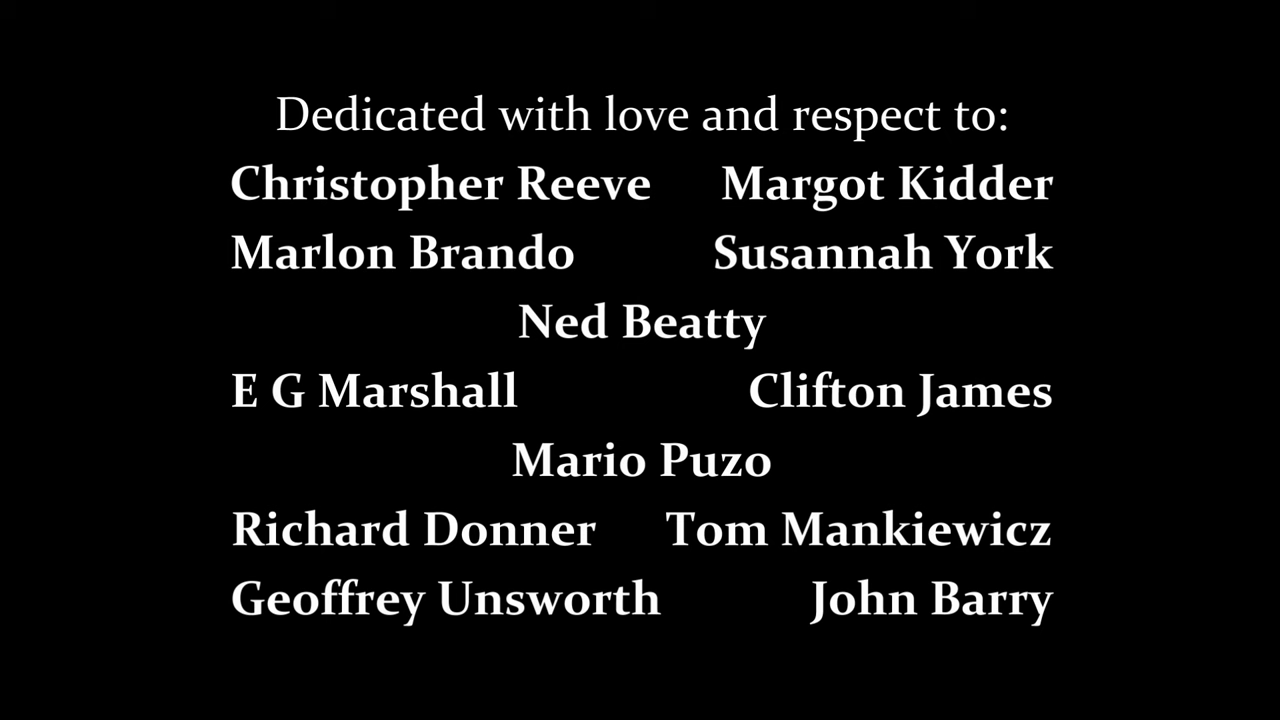 Dedicated with love and respect to:
Christopher Reeve Margot Kidder
Marlon Brando Susannah York
Ned Beatty
E G Marshall Clifton James
Mario Puzo
Richard Donner Tom Mankiewicz
Geoffrey Unsworth John Barry